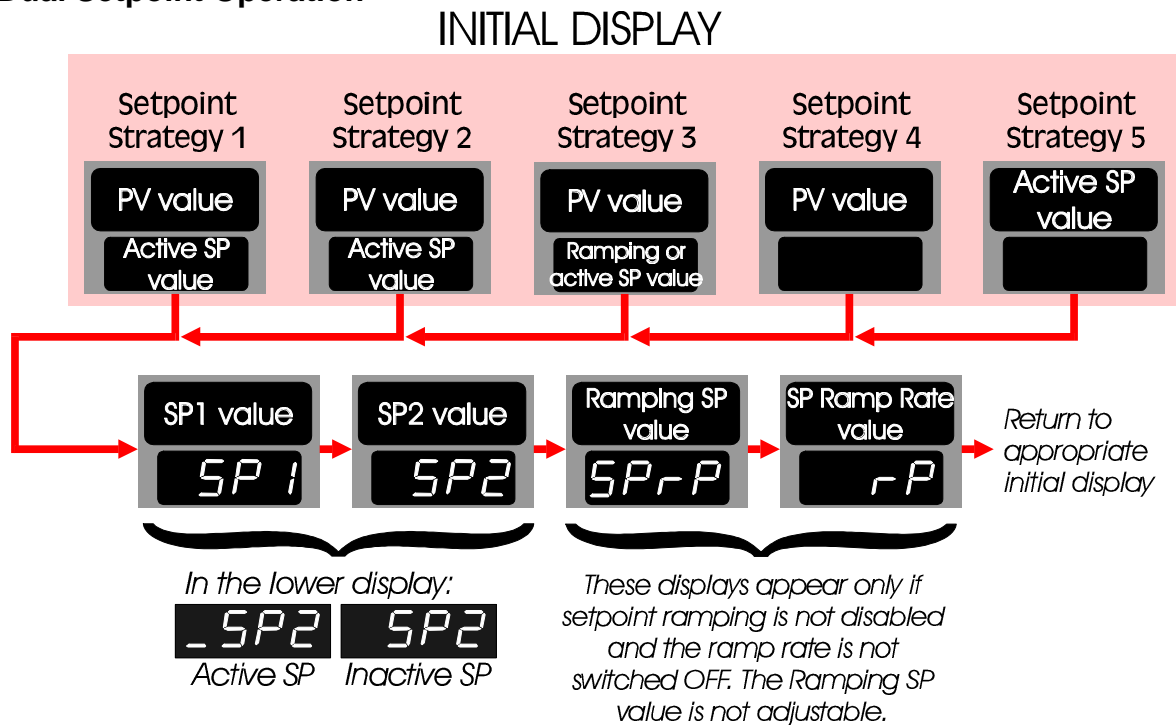 Dual Setpoint Operation
INITIAL DISPLAY
Setpoint
Strategy 1
Setpoint
Strategy 2
Setpoint
Strategy 3
Setpoint
Strategy 4
Setpoint
Strategy 5
PV value
Active SP
value
PV value
Active SP
value
PV value
Ramping or
active SP value
PV value
Active SP
value
SP1 value
SP1
SP2 value
SP2
Ramping SP
value
SPrP
SP Ramp Rate
value
rP
Return to
appropriate
initial display
In the lower display:
_SP2
Active SP
SP2
Inactive SP
These displays appear only if
setpoint ramping is not disabled
and the ramp rate is not
switched OFF. The Ramping SP
value is not adjustable.